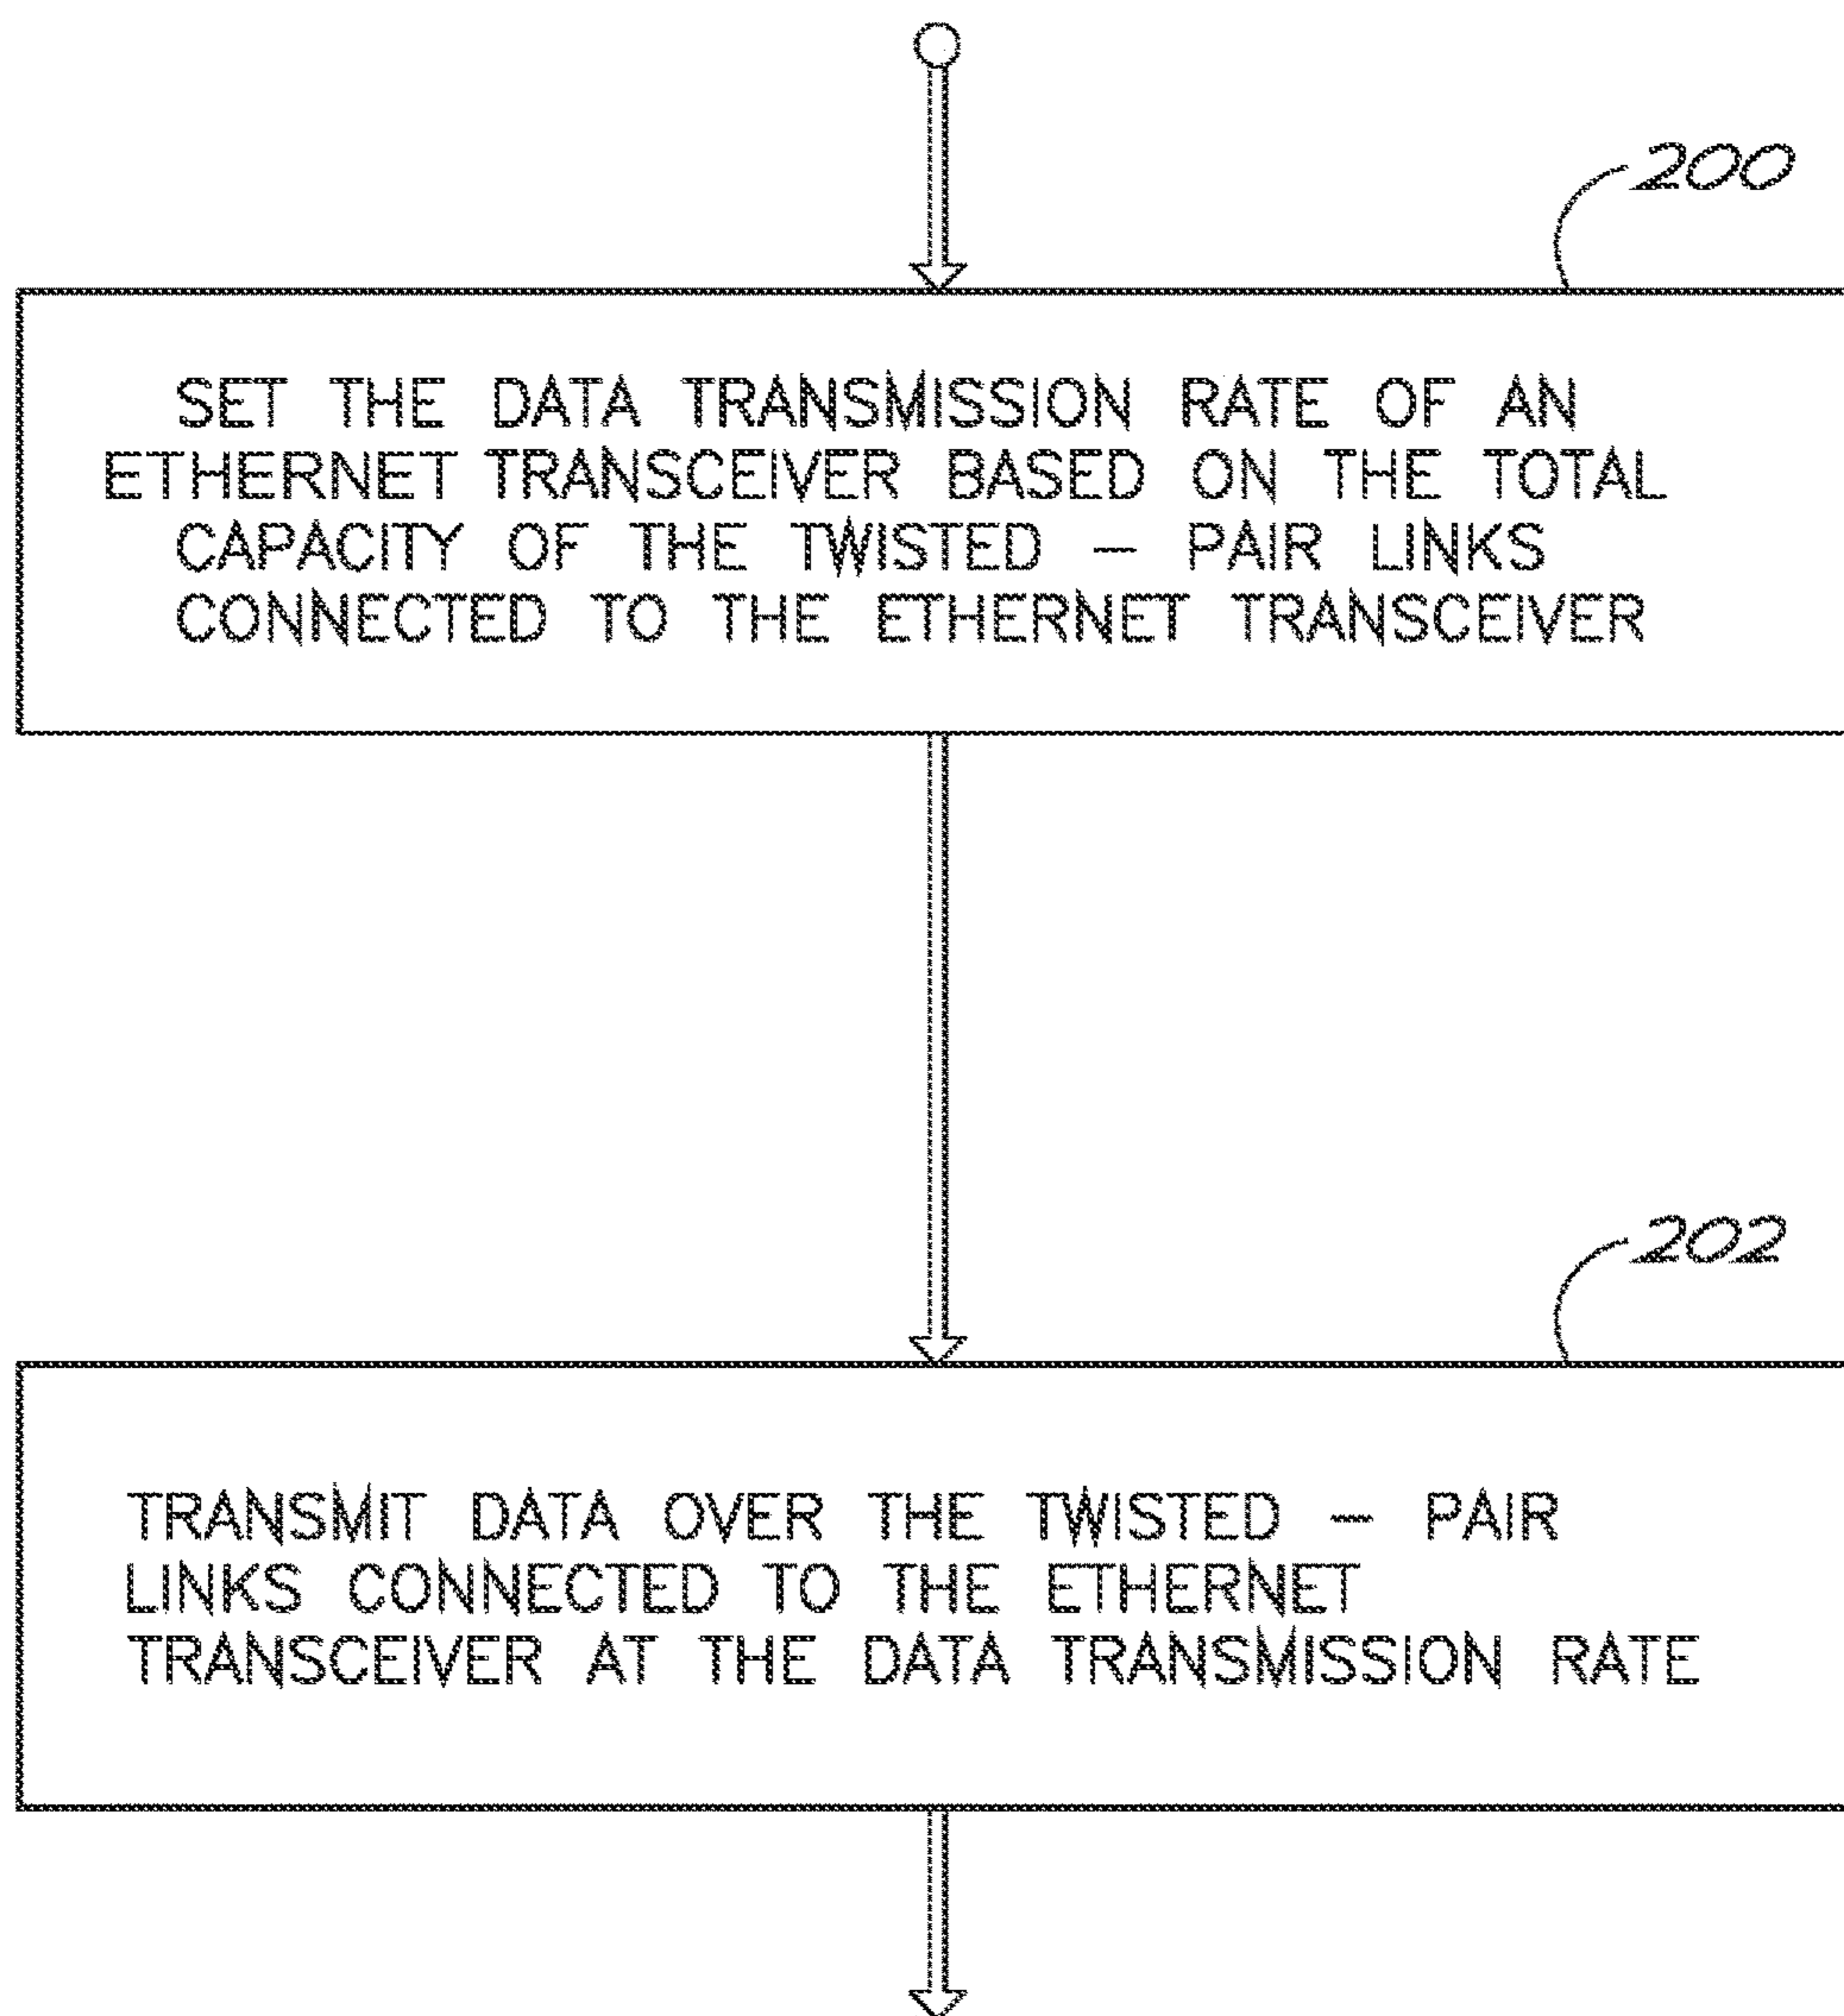 200
SET THE DATA TRANSMISSION RATE OF AN
ETHERNET TRANSCEIVER BASED ON THE TOTAL
CAPACITY OF THE TWISTED – PAIR LINKS
CONNECTED TO THE ETHERNET TRANSCEIVER
202
TRANSMIT DATA OVER THE TWISTED – PAIR
LINKS CONNECTED TO THE ETHERNET
TRANSCEIVER AT THE DATA TRANSMISSION RATE